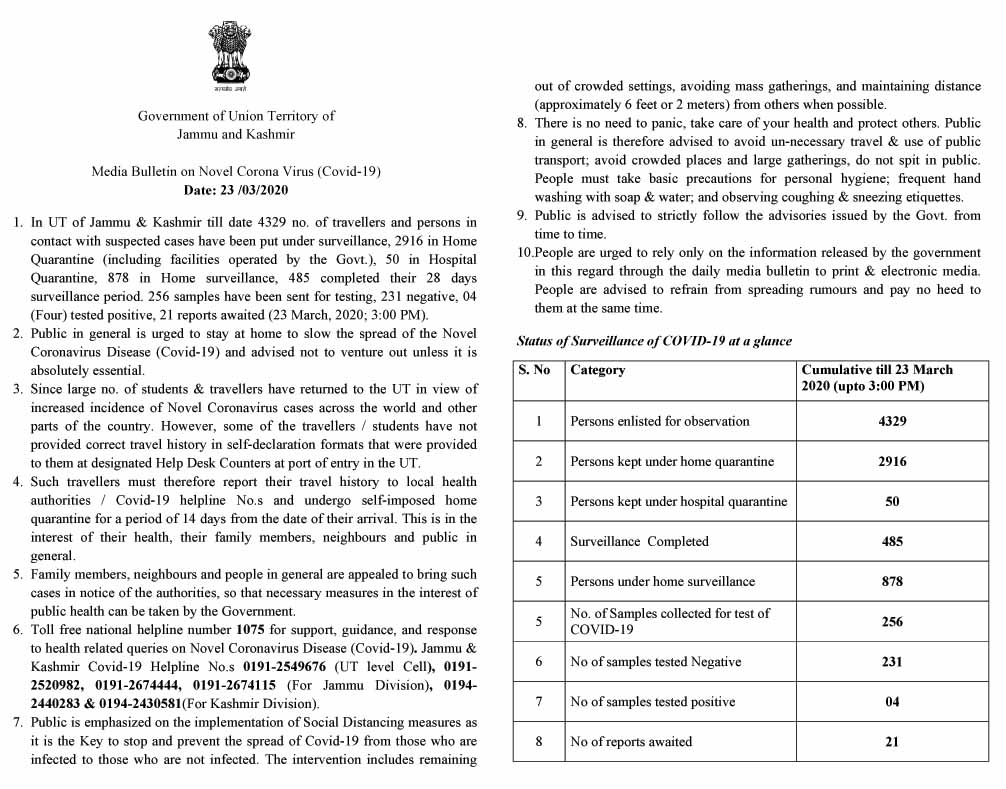 सत्यमेव जयते
Government of Union Territory of
Jammu and Kashmir
Media Bulletin on Novel Corona Virus (Covid-19)
Date: 23 /03/2020
1. In UT of Jammu & Kashmir till date 4329 no. of travellers and persons in
contact with suspected cases have been put under surveillance, 2916 in Home
Quarantine (including facilities operated by the Govt.), 50 in Hospital
Quarantine, 878 in Home surveillance, 485 completed their 28 days
surveillance period. 256 samples have been sent for testing, 231 negative, 04
(Four) tested positive, 21 reports awaited (23 March, 2020; 3:00 PM).
2. Public in general is urged to stay at home to slow the spread of the Novel
Coronavirus Disease (Covid-19) and advised not to venture out unless it is
absolutely essential.
3. Since large no. of students & travellers have returned to the UT in view of
increased incidence of Novel Coronavirus cases across the world and other
parts of the country. However, some of the travellers / students have not
provided correct travel history in self-declaration formats that were provided
to them at designated Help Desk Counters at port of entry in the UT.
4. Such travellers must therefore report their travel history to local health
authorities / Covid-19 helpline No.s and undergo self-imposed home
quarantine for a period of 14 days from the date of their arrival. This is in the
interest of their health, their family members, neighbours and public in
general.
5. Family members, neighbours and people in general are appealed to bring such
cases in notice of the authorities, so that necessary measures in the interest of
public health can be taken by the Government.
6. Toll free national helpline number 1075 for support, guidance, and response
to health related queries on Novel Coronavirus Disease (Covid-19). Jammu &
Kashmir Covid-19 Helpline No.s 0191-2549676 (UT level Cell), 0191-
2520982, 0191-2674444, 0191-2674115 (For Jammu Division), 0194-
2440283 & 0194-2430581(For Kashmir Division).
7. Public is emphasized on the implementation of Social Distancing measures as
it is the Key to stop and prevent the spread of Covid-19 from those who are
infected to those who are not infected. The intervention includes remaining
out of crowded settings, avoiding mass gatherings, and maintaining distance
(approximately 6 feet or 2 meters) from others when possible.
8. There is no need to panic, take care of your health and protect others. Public
in general is therefore advised to avoid un-necessary travel & use of public
transport; avoid crowded places and large gatherings, do not spit in public.
People must take basic precautions for personal hygiene; frequent hand
washing with soap & water; and observing coughing & sneezing etiquettes.
9. Public is advised to strictly follow the advisories issued by the Govt. from
time to time.
10.People are urged to rely only on the information released by the government
in this regard through the daily media bulletin to print & electronic media.
People are advised to refrain from spreading rumours and pay no heed to
them at the same time.
Status of Surveillance of COVID-19 at a glance
S. No Category Cumulative till 23 March
2020 (upto 3:00 PM)
1 Persons enlisted for observation 4329
2 Persons kept under home quarantine 2916
3 Persons kept under hospital quarantine 50
4 Surveillance Completed 485
5 Persons under home surveillance 878
5 No. of Samples collected for test of
COVID-19 256
6 No of samples tested Negative 231
7 No of samples tested positive 04
8 No of reports awaited 21